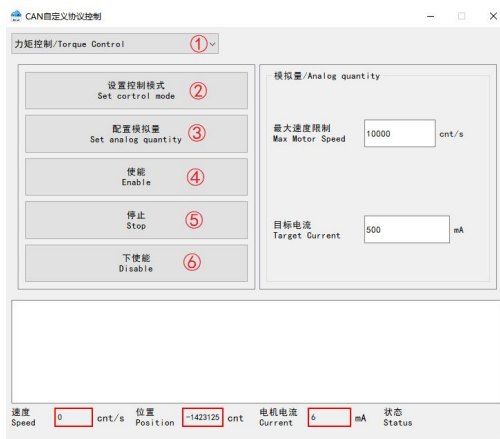 CAN自定义协议控制
力矩控制/Torque Control ①
设置控制模式
Set cortrol mode ②
配置模拟量
Set analog quantity ③
使能
Enable ④
停止
Stop ⑤
下使能
Disable ⑥
模拟量/Analog quantity
最大速度限制
Max Motor Speed 10000 cnt/s
目标电流
Target Current 500 mA
速度
Speed 0 cnt/s
位置
Position -1423125 cnt
电机电流
Current 6 mA
状态
Status